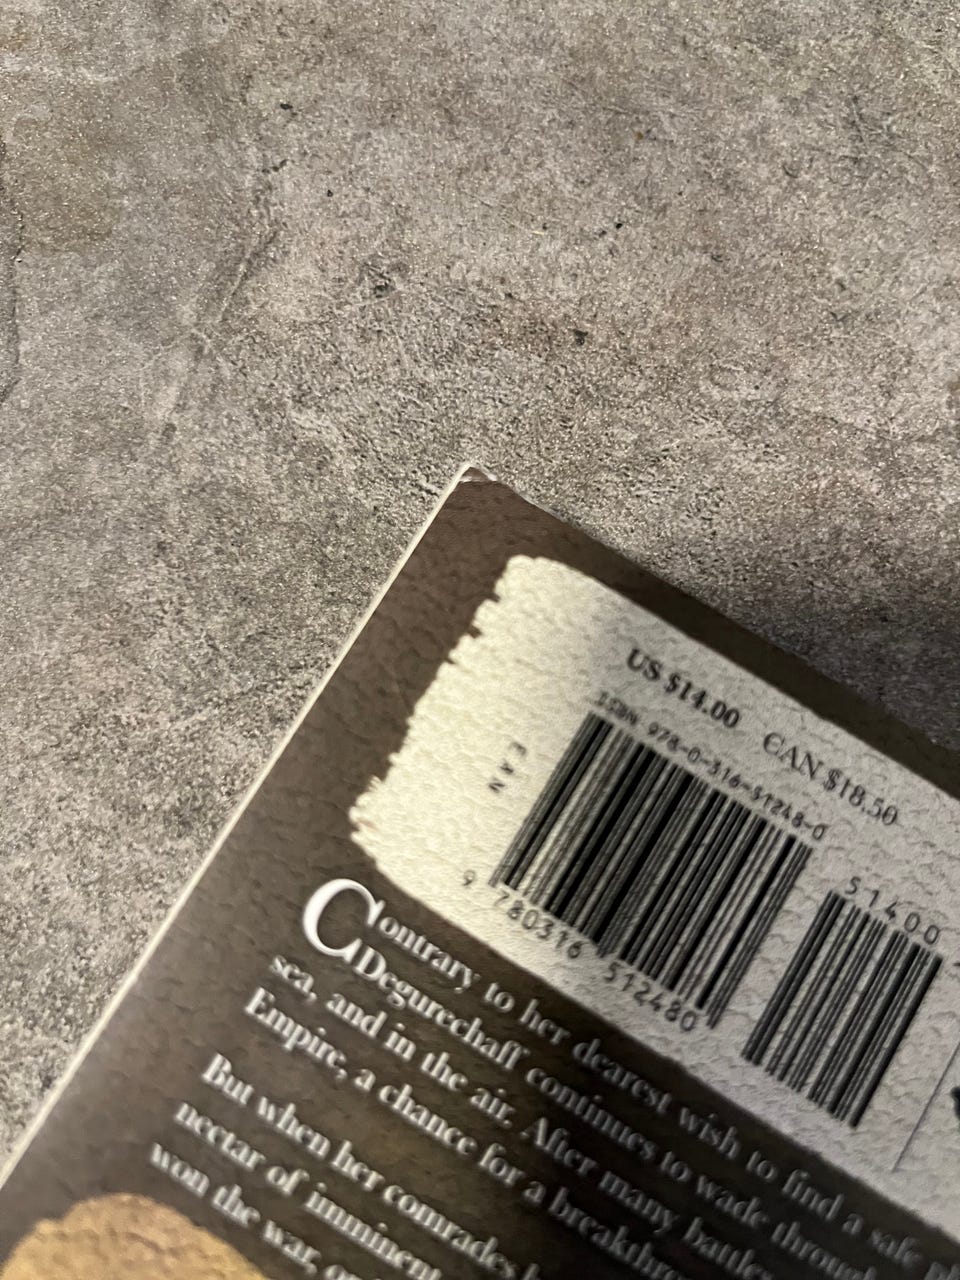 US $14.00 CAN $18.50
ISBN 978-0-316-51248-0
EAN
51400
9 780316 512480
Contrary to her dearest wish to find a safe
Degurechaff continues to wade through
sea, and in the air. After many battles
Empire, a chance for a
But when her comrades
nectar of imminent
won the war,